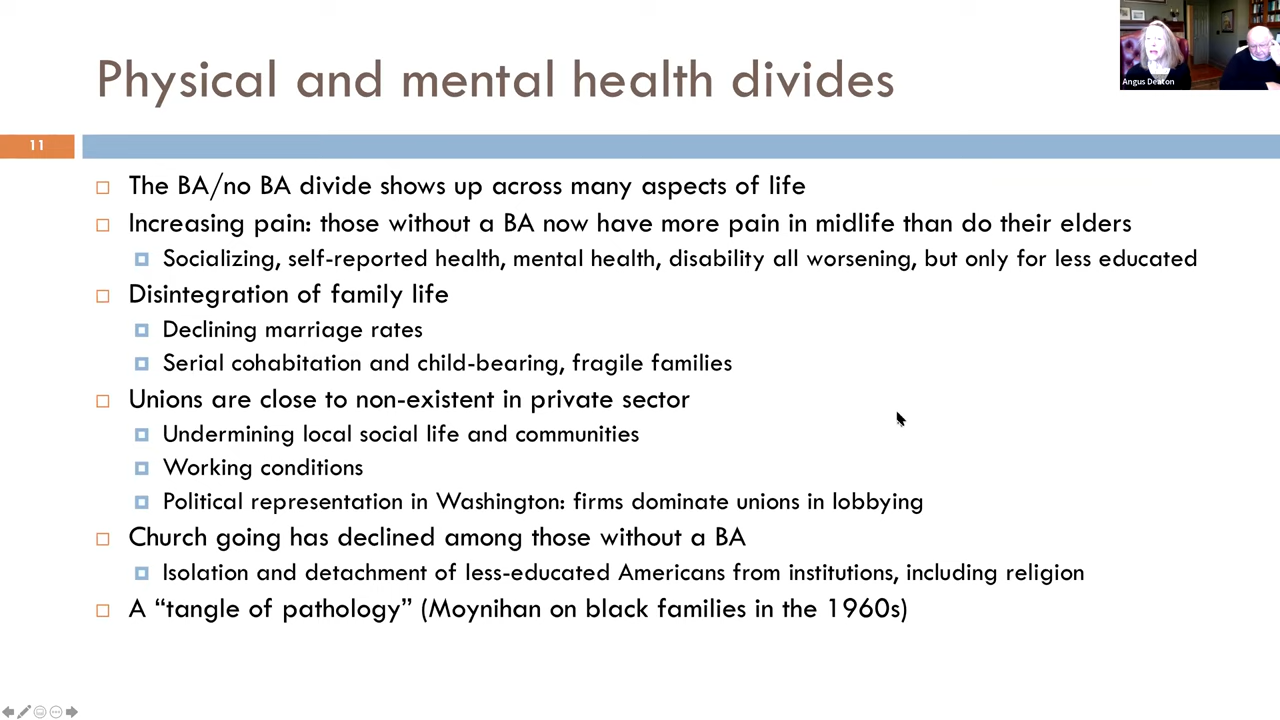 Physical and mental health divides
Angus Deaton
11
The BA/no BA divide shows up across many aspects of life
Increasing pain: those without a BA now have more pain in midlife than do their elders
Socializing, self-reported health, mental health, disability all worsening, but only for less educated
Disintegration of family life
Declining marriage rates
Serial cohabitation and child-bearing, fragile families
Unions are close to non-existent in private sector
Undermining local social life and communities
Working conditions
Political representation in Washington: firms dominate unions in lobbying
Church going has declined among those without a BA
Isolation and detachment of less-educated Americans from institutions, including religion
A “tangle of pathology” (Moynihan on black families in the 1960s)